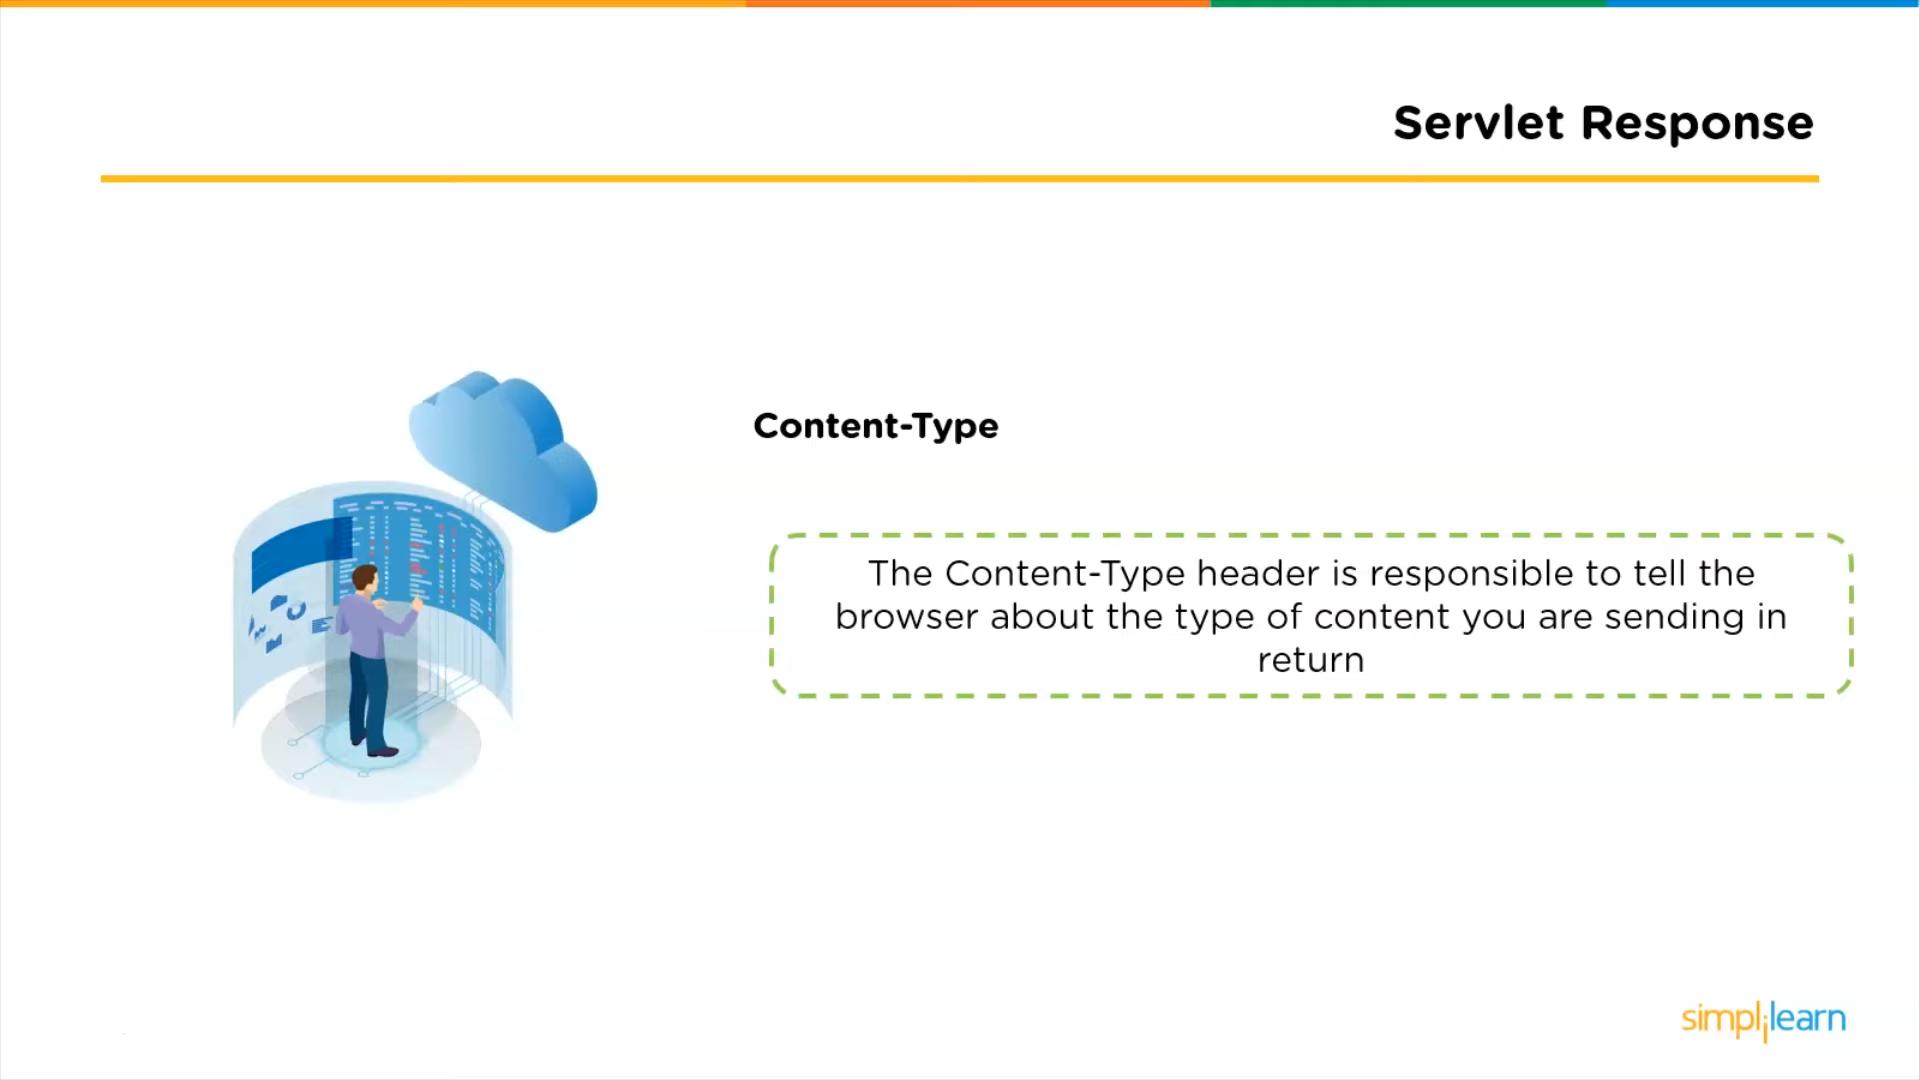 Servlet Response
Content-Type
The Content-Type header is responsible to tell the
browser about the type of content you are sending in
return
simplilearn